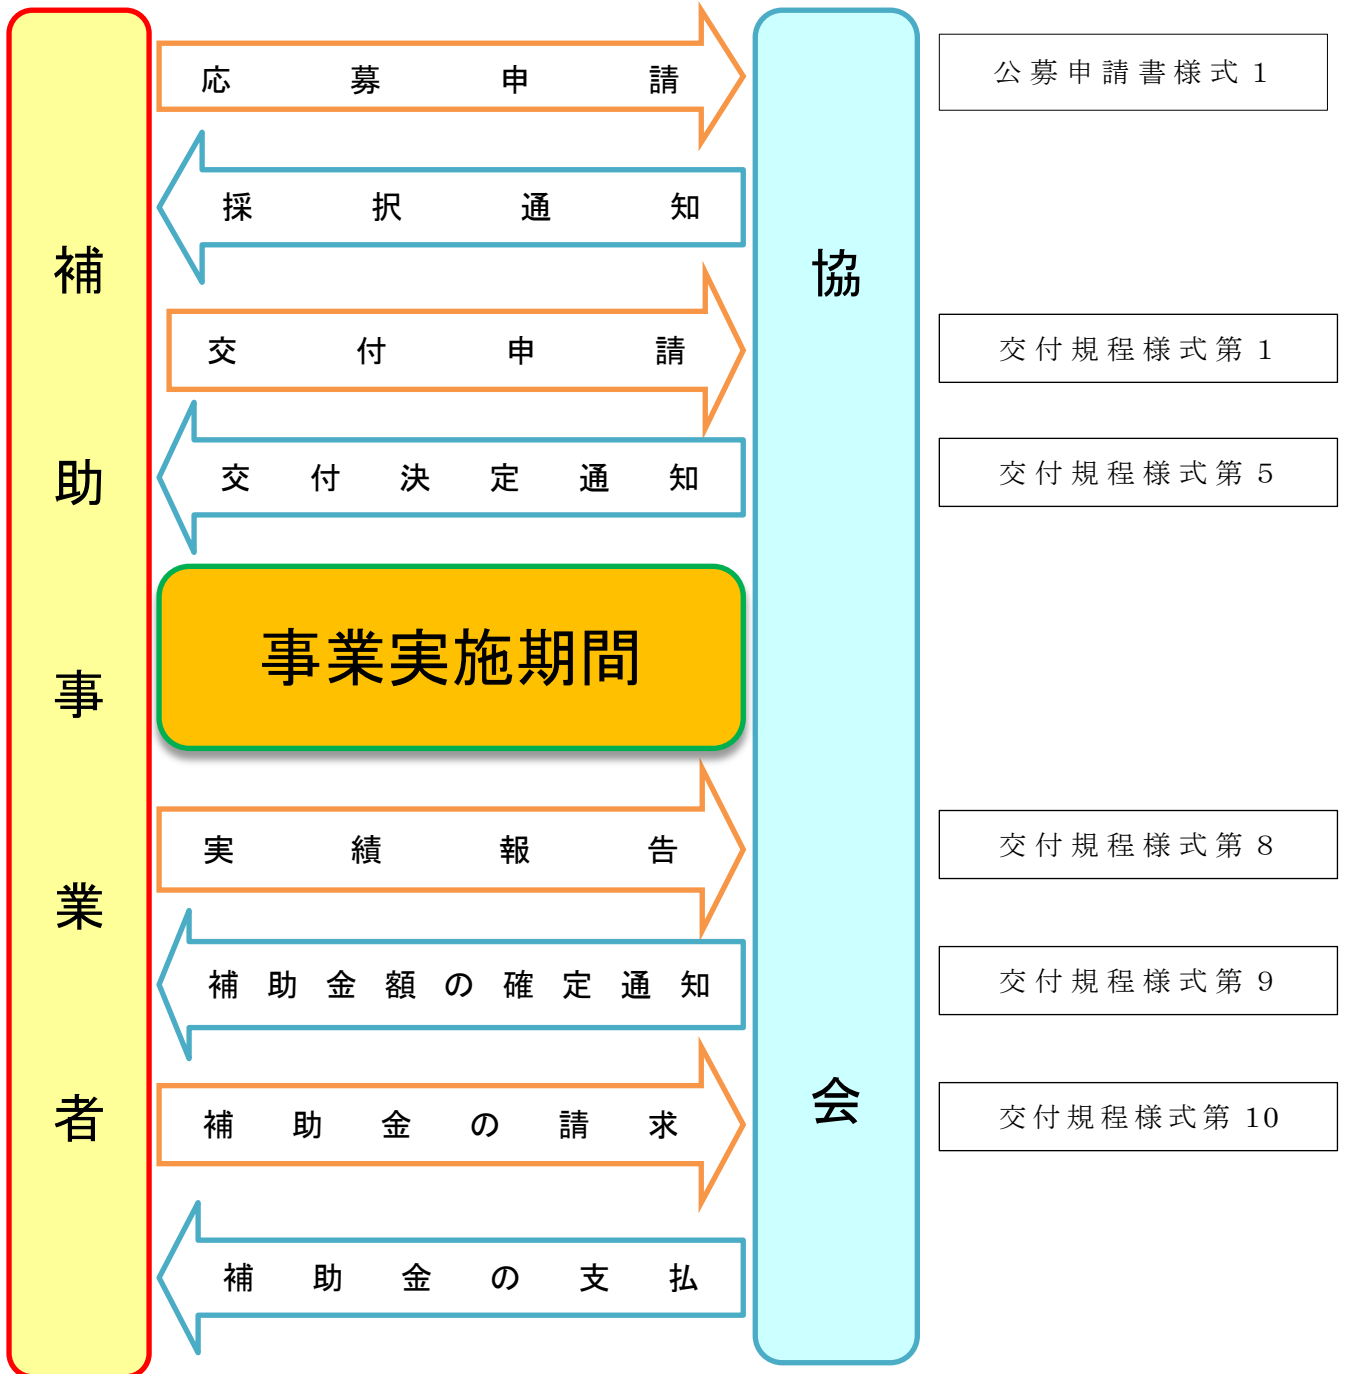 補助事業者
協会
応募申請
公募申請書様式1
採択通知
交付申請
交付規程様式第1
交付決定通知
交付規程様式第5
事業実施期間
実績報告
交付規程様式第8
補助金額の確定通知
交付規程様式第9
補助金の請求
交付規程様式第10
補助金の支払